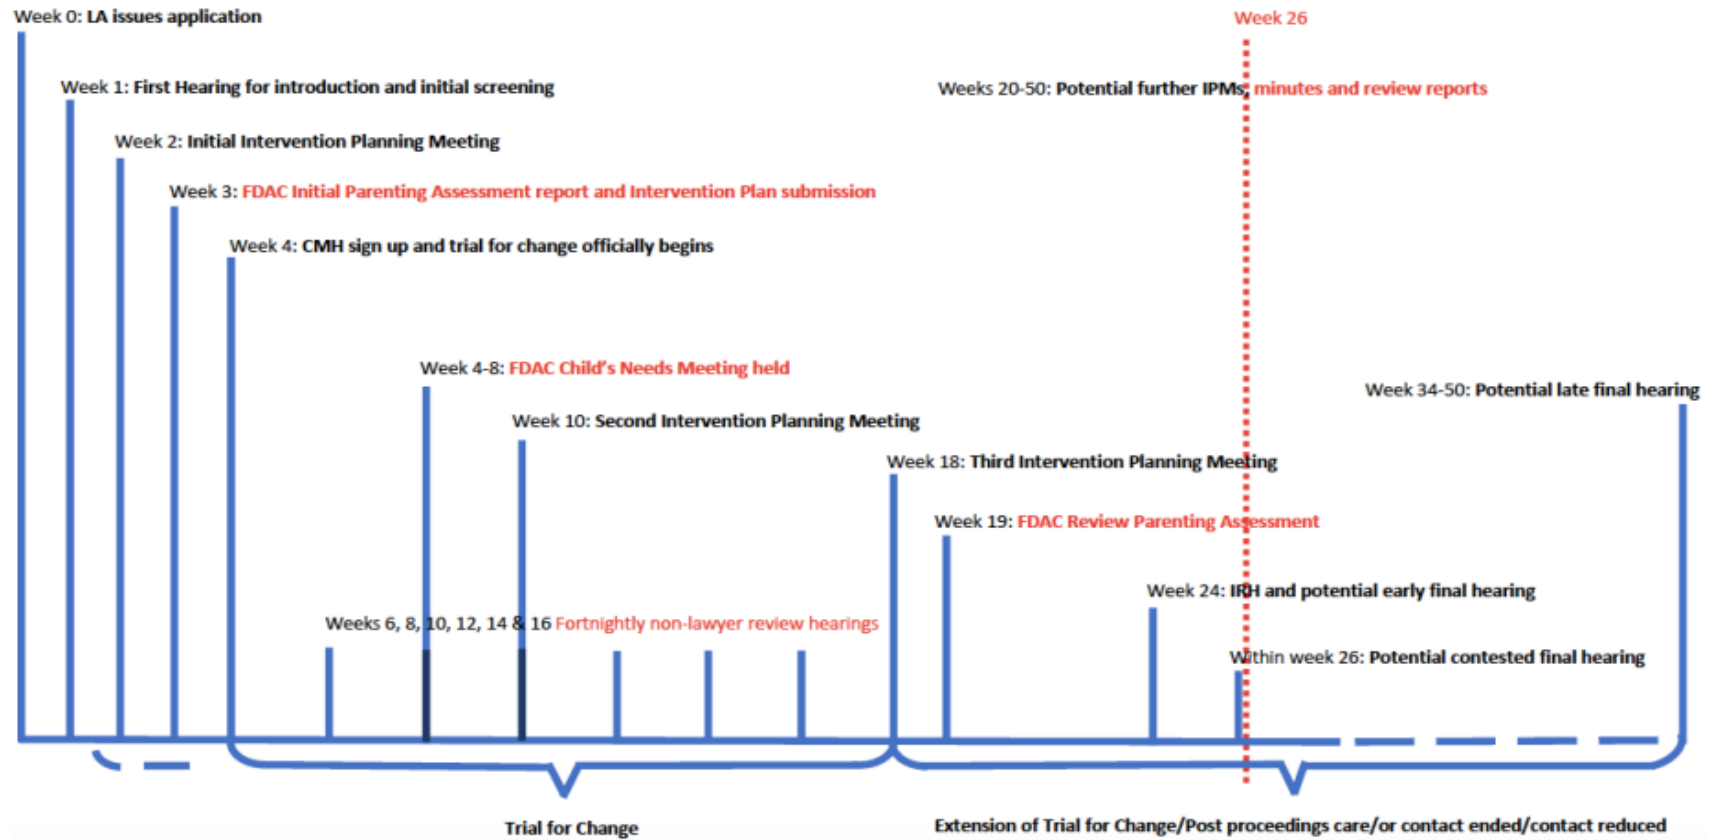 Week 0: LA issues application
Week 26
Week 1: First Hearing for introduction and initial screening
Weeks 20-50: Potential further IPMs, minutes and review reports
Week 2: Initial Intervention Planning Meeting
Week 3: FDAC Initial Parenting Assessment report and Intervention Plan submission
Week 4: CMH sign up and trial for change officially begins
Week 4-8: FDAC Child's Needs Meeting held
Week 34-50: Potential late final hearing
Week 10: Second Intervention Planning Meeting
Week 18: Third Intervention Planning Meeting
Week 19: FDAC Review Parenting Assessment
Week 24: IRH and potential early final hearing
Weeks 6, 8, 10, 12, 14 & 16 Fortnightly non-lawyer review hearings
Within week 26: Potential contested final hearing
Trial for Change
Extension of Trial for Change/Post proceedings care/or contact ended/contact reduced